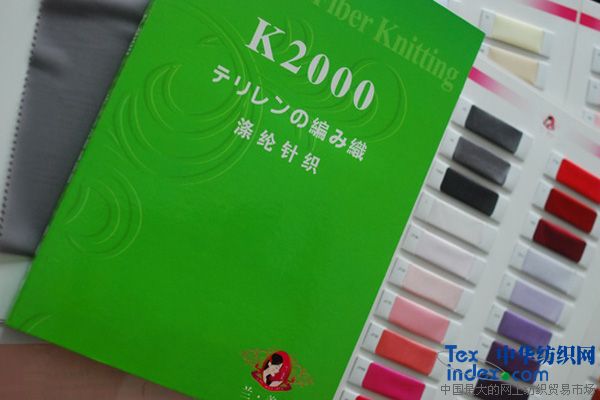 Fiber Knitting
K2000
テリレンの編み織
涤纶针织
Tex 中华纺织网
index.com
中国最大的网上纺织贸易市场